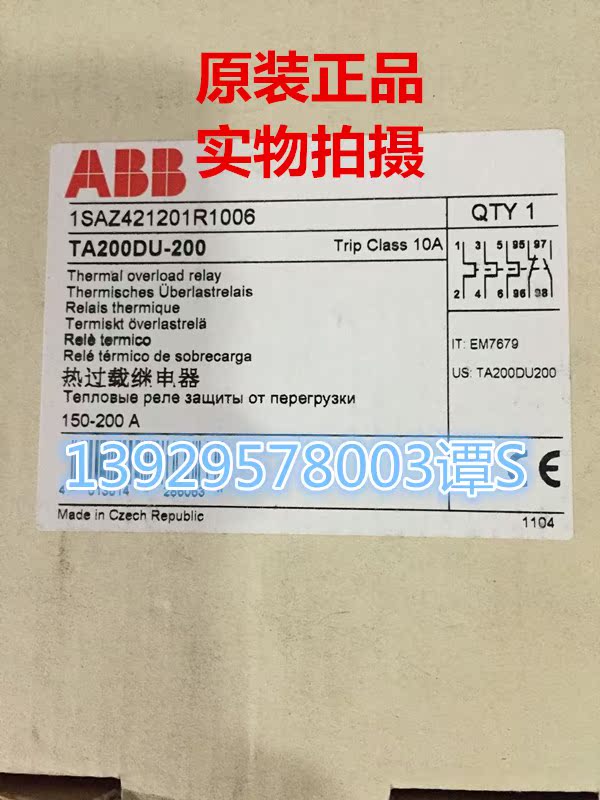 原装正品
实物拍摄
ABB
1SAZ421201R1006
QTY 1
TA200DU-200
Trip Class 10A
1 3 5 95 97
2 4 6 96 98
Thermal overload relay
Thermisches Überlastrelais
Relais thermique
Termiskt överlastrelä
Relè termico
Relé térmico de sobrecarga
热过载继电器
Тепловые реле защиты от перегрузки
150-200 A
IT: EM7679
US: TA200DU200
13929578003谭S
CE
Made in Czech Republic
1104